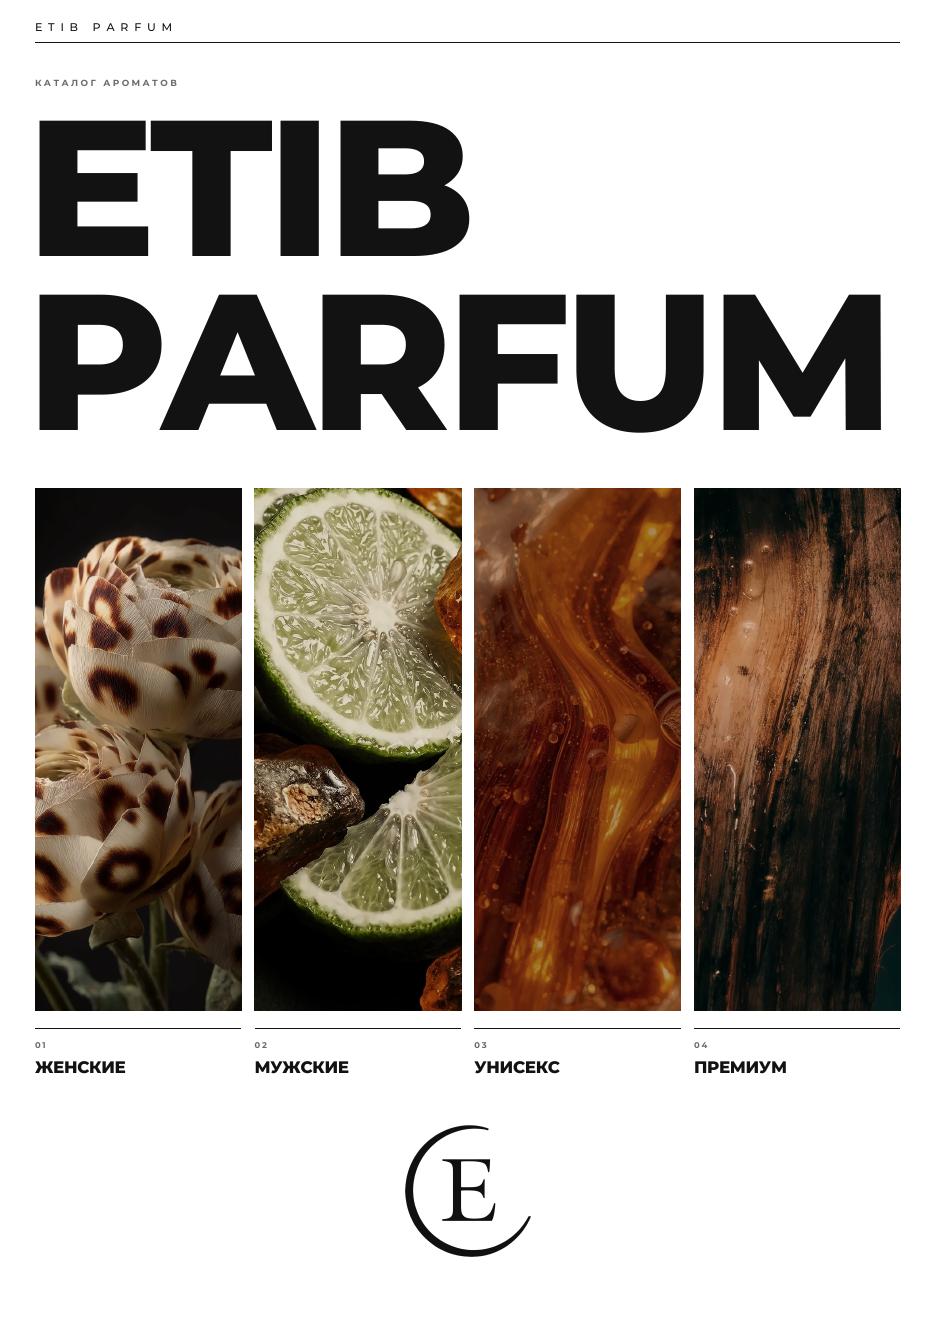 ETIB PARFUM
КАТАЛОГ АРОМАТОВ
ETIB
PARFUM
01
ЖЕНСКИЕ
02
МУЖСКИЕ
03
УНИСЕКС
04
ПРЕМИУМ
E